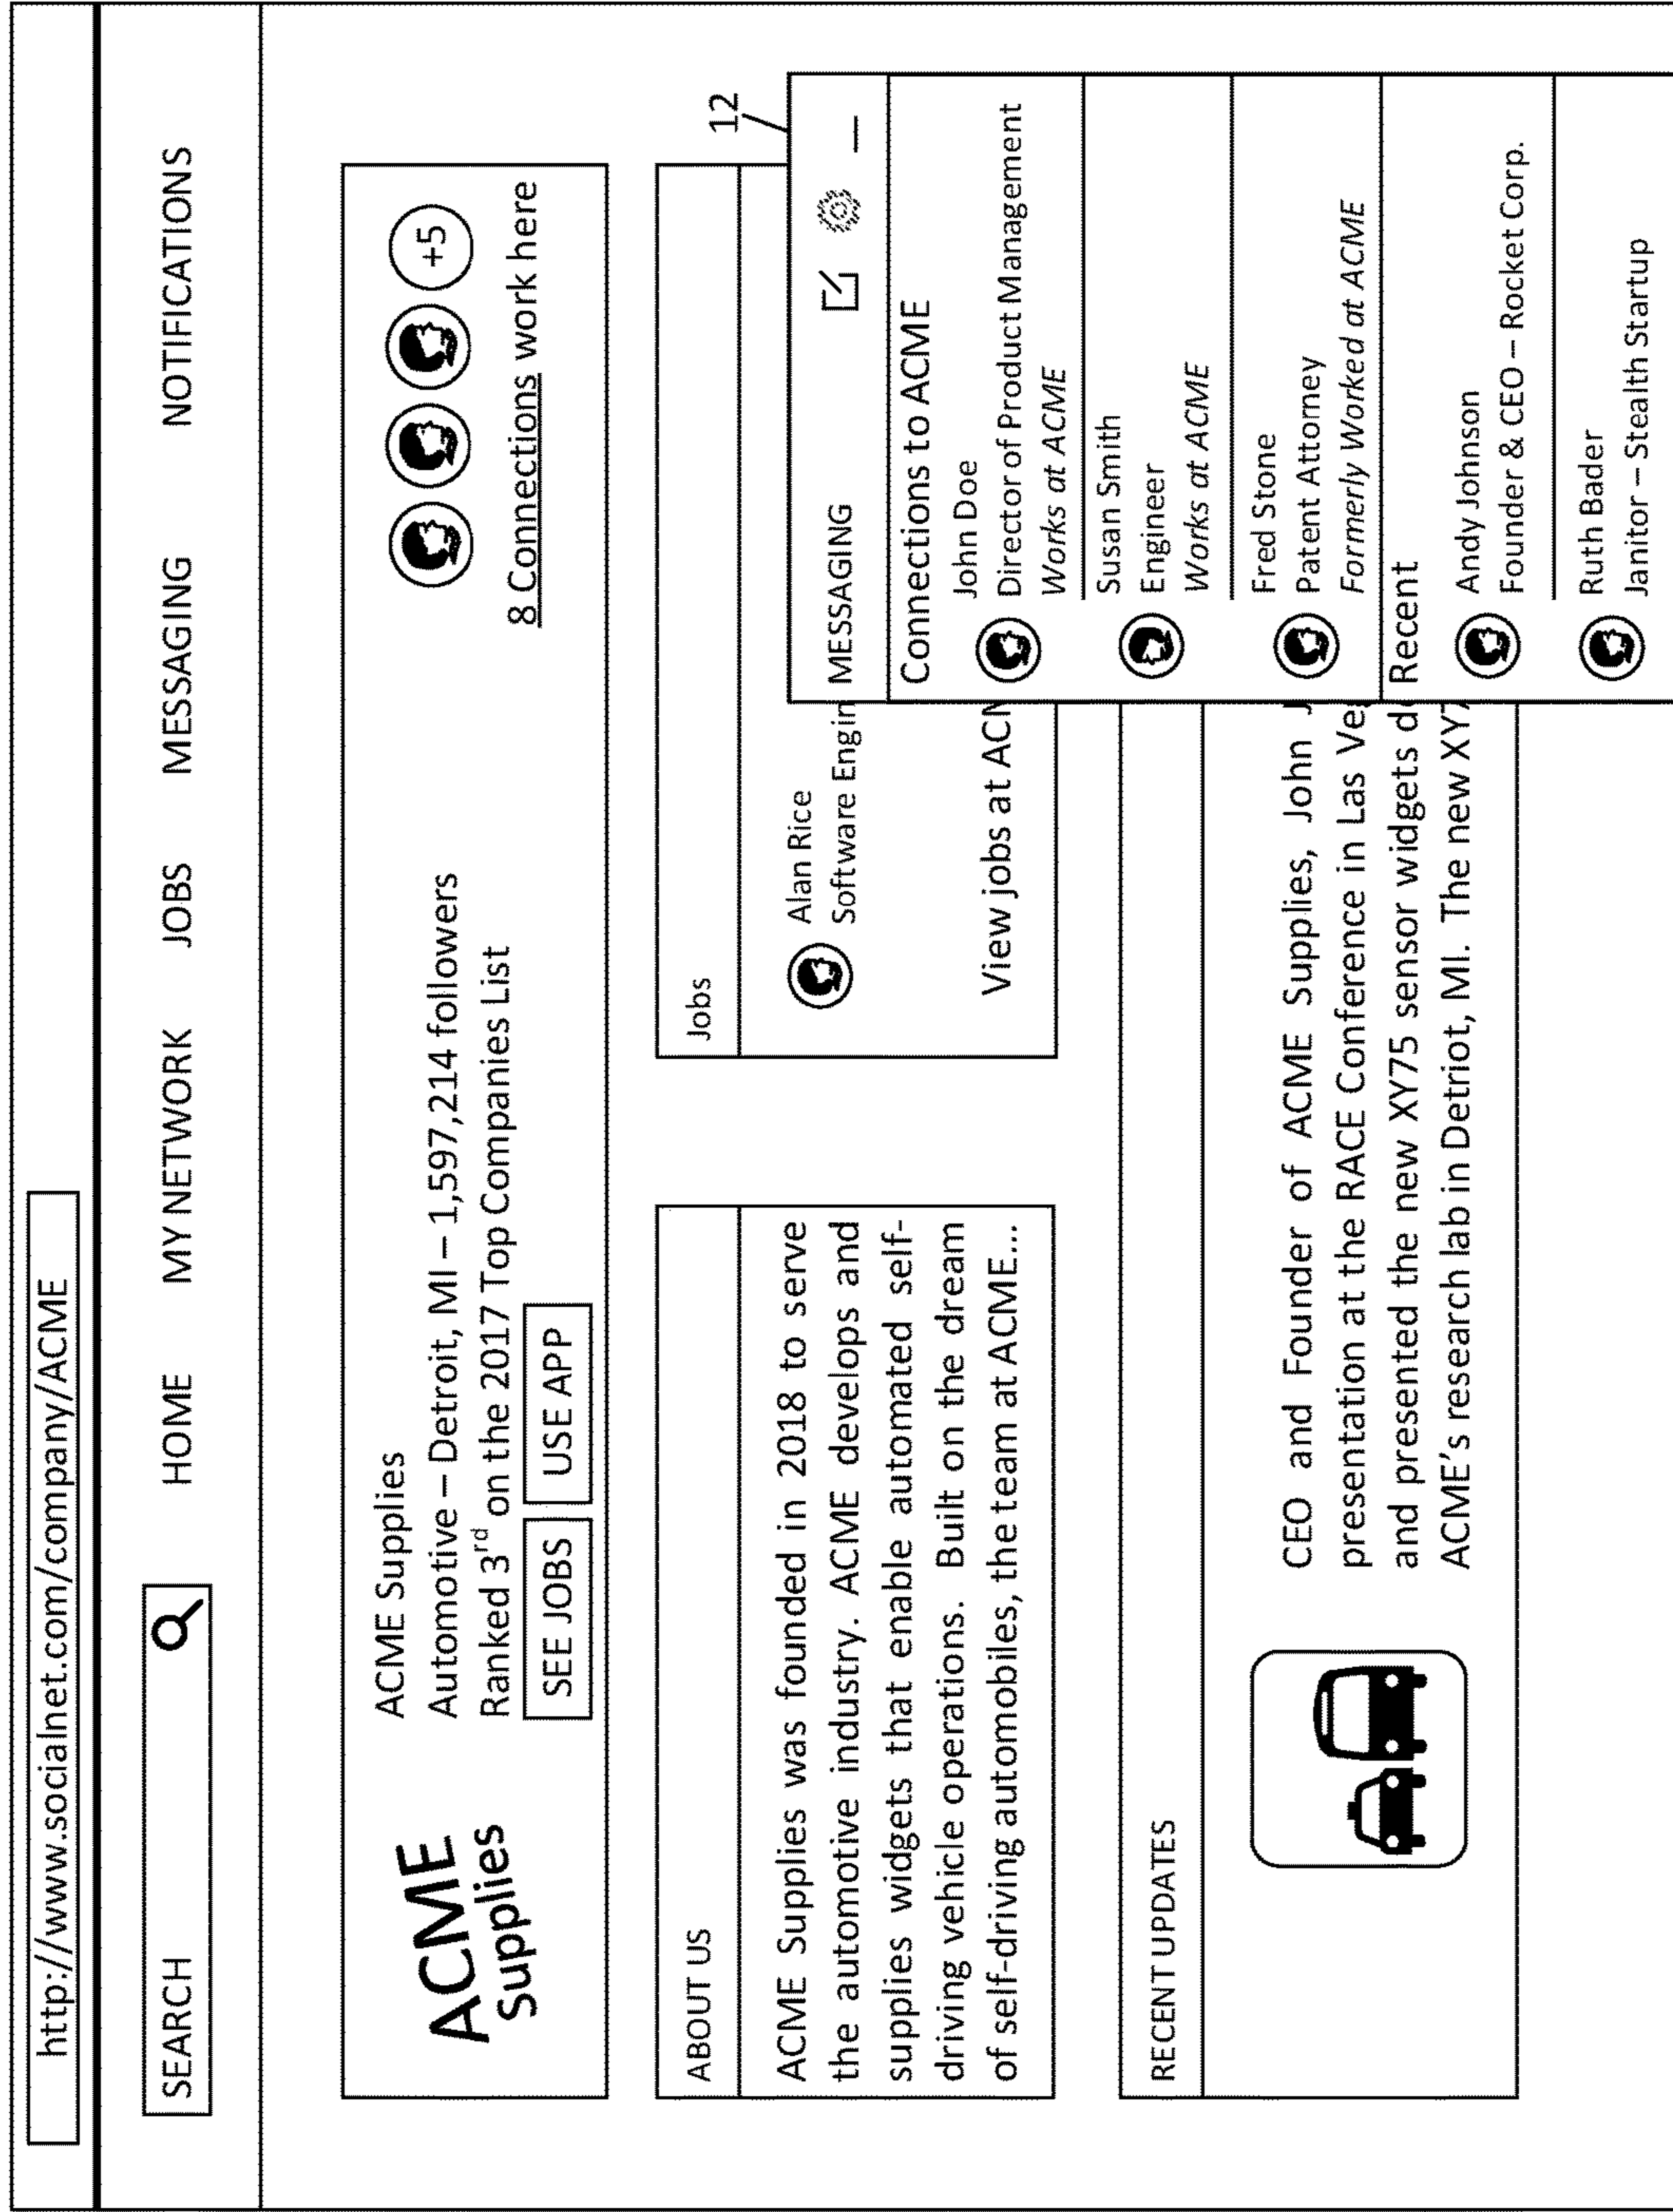 http://www.socialnet.com/company/ACME
SEARCH
HOME
MY NETWORK
JOBS
MESSAGING
NOTIFICATIONS
ACME
Supplies
ACME Supplies
Automotive – Detroit, MI – 1,597,214 followers
Ranked 3rd on the 2017 Top Companies List
SEE JOBS
USE APP
+5
8 Connections work here
ABOUT US
ACME Supplies was founded in 2018 to serve
the automotive industry. ACME develops and
supplies widgets that enable automated self-
driving vehicle operations. Built on the dream
of self-driving automobiles, the team at ACME...
Jobs
Alan Rice
Software Engin
View jobs at ACM
12
MESSAGING
Connections to ACME
John Doe
Director of Product Management
Works at ACME
Susan Smith
Engineer
Works at ACME
Fred Stone
Patent Attorney
Formerly Worked at ACME
Recent
Andy Johnson
Founder & CEO – Rocket Corp.
Ruth Bader
Janitor – Stealth Startup
RECENT UPDATES
CEO and Founder of ACME Supplies, John J
presentation at the RACE Conference in Las Ve
and presented the new XY75 sensor widgets d
ACME's research lab in Detriot, MI. The new XY7